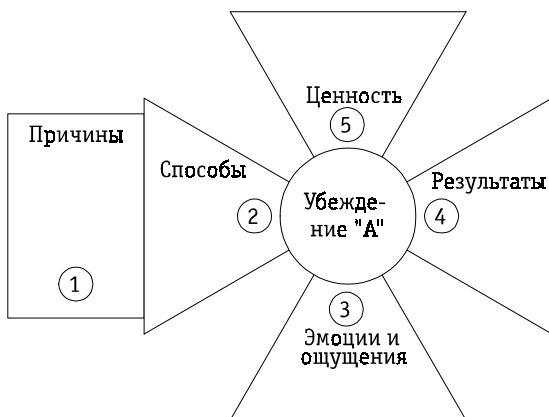 Ценность
5
Причины
Способы
Результаты
2
Убежде-
ние "А"
4
1
3
Эмоции и
ощущения